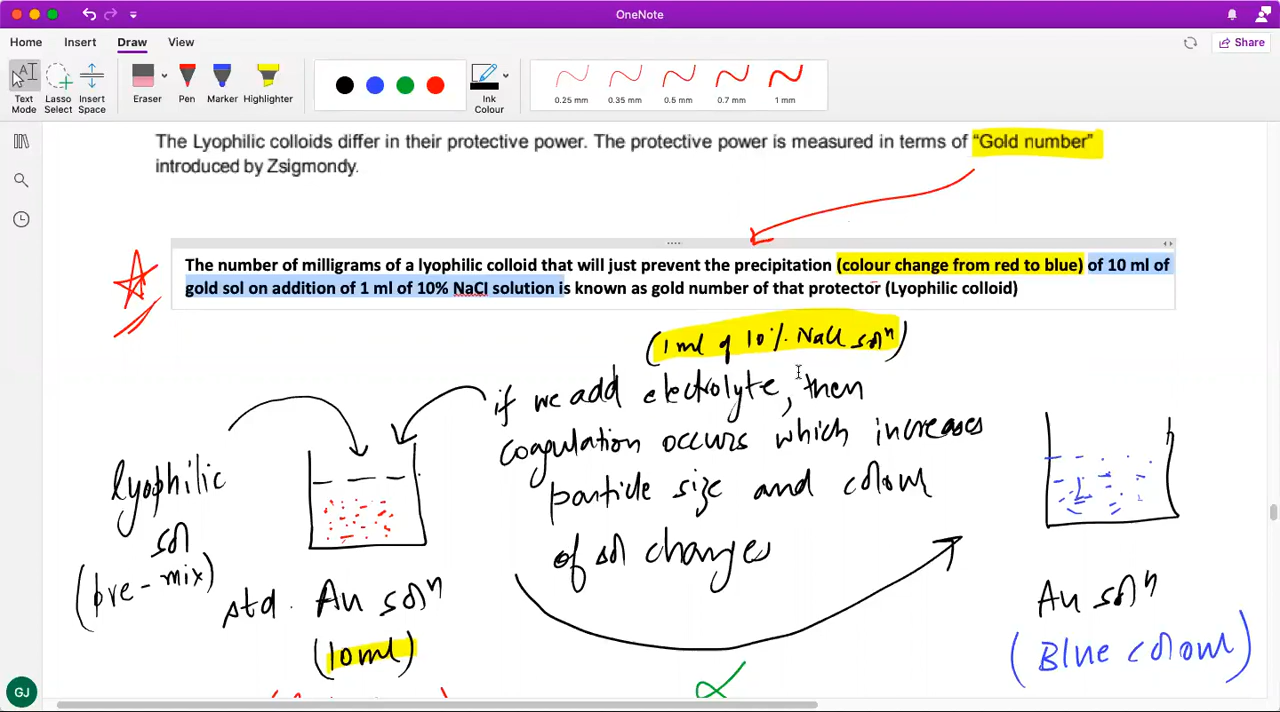 OneNote
Home Insert Draw View
Share
Text Mode
Lasso Select
Insert Space
Eraser
Pen
Marker
Highlighter
Ink Colour
0.25 mm
0.35 mm
0.5 mm
0.7 mm
1 mm
The Lyophilic colloids differ in their protective power. The protective power is measured in terms of “Gold number”
introduced by Zsigmondy.
The number of milligrams of a lyophilic colloid that will just prevent the precipitation (colour change from red to blue) of 10 ml of
gold sol on addition of 1 ml of 10% NaCl solution is known as gold number of that protector (Lyophilic colloid)
(1 ml of 10% NaCl solⁿ)
if we add electrolyte, then
coagulation occurs which increases
particle size and colour
of sol changes
lyophilic
sol
(pre-mix)
std. Au solⁿ
(10ml)
Au solⁿ
(Blue colour)
GJ